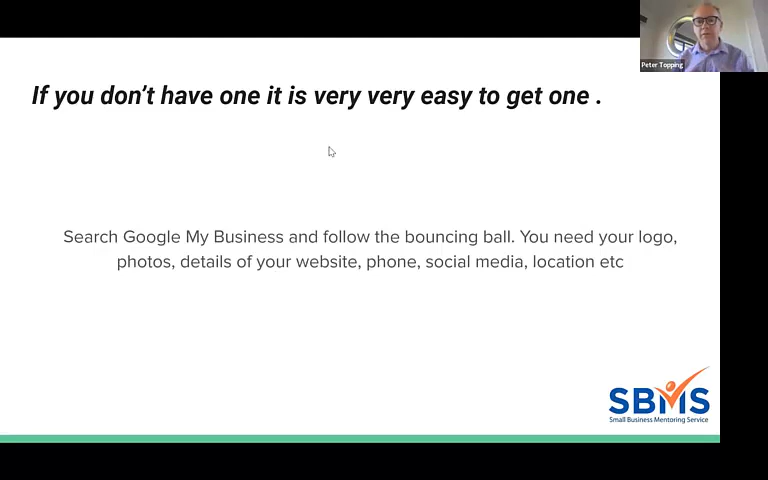 Peter Topping
If you don't have one it is very very easy to get one .
Search Google My Business and follow the bouncing ball. You need your logo,
photos, details of your website, phone, social media, location etc
SBMS
Small Business Mentoring Service